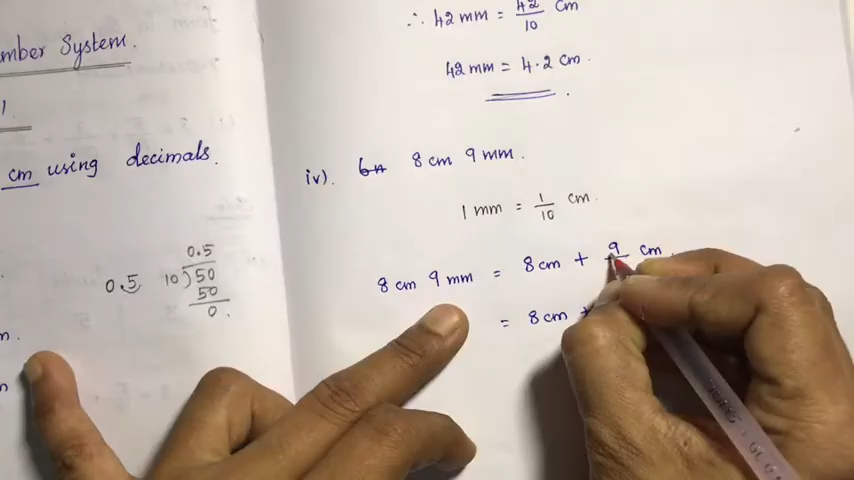 mber System.
1
cm using decimals.
0.5
0.5 10)50
50
0.
∴ 42 mm = 42/10 cm
42 mm = 4.2 cm.
iv). 8 cm 9 mm.
1 mm = 1/10 cm.
8 cm 9 mm = 8 cm + 9 cm.
= 8 cm +